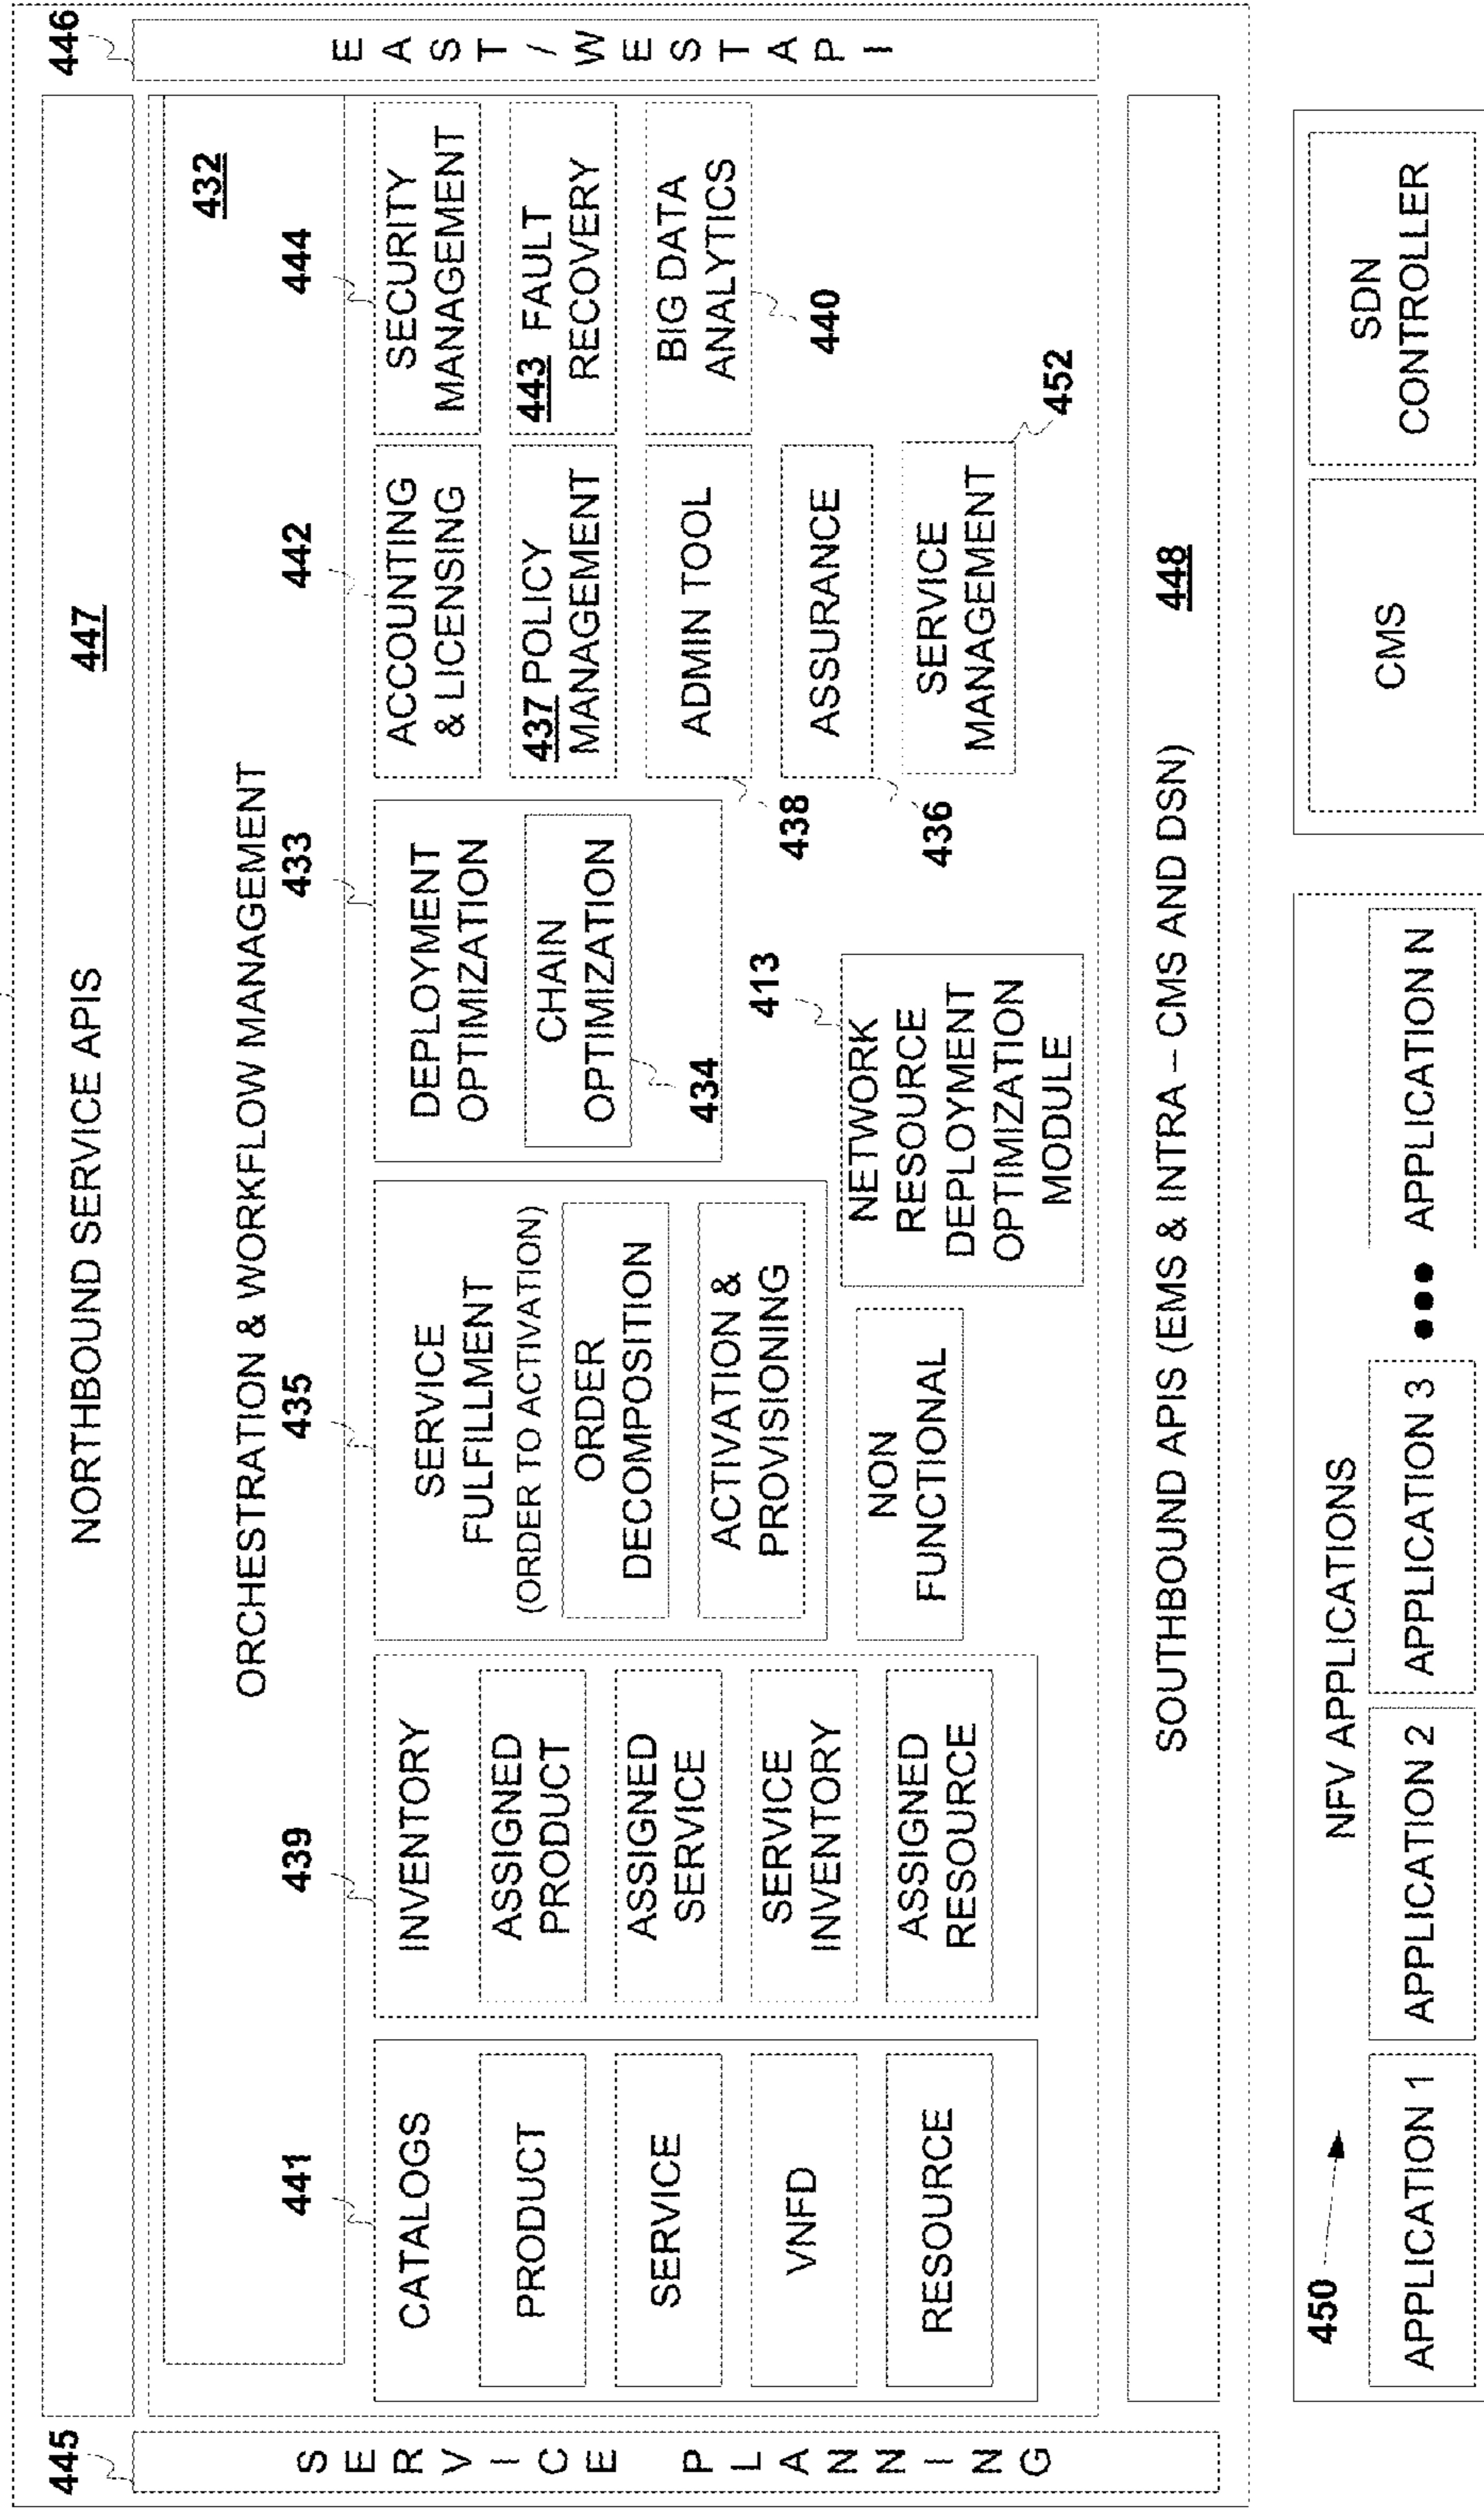 447
NORTHBOUND SERVICE APIS
445
446
SERVICE PLANNING
EAST/WESTAPI
432
ORCHESTRATION & WORKFLOW MANAGEMENT
441
CATALOGS
PRODUCT
SERVICE
VNFD
RESOURCE
439
INVENTORY
ASSIGNED
PRODUCT
ASSIGNED
SERVICE
SERVICE
INVENTORY
ASSIGNED
RESOURCE
435
SERVICE
FULFILLMENT
(ORDER TO ACTIVATION)
ORDER
DECOMPOSITION
ACTIVATION &
PROVISIONING
NON
FUNCTIONAL
433
DEPLOYMENT
OPTIMIZATION
CHAIN
OPTIMIZATION
434
413
NETWORK
RESOURCE
DEPLOYMENT
OPTIMIZATION
MODULE
442
ACCOUNTING
& LICENSING
437 POLICY
MANAGEMENT
ADMIN TOOL
438
ASSURANCE
436
SERVICE
MANAGEMENT
452
444
SECURITY
MANAGEMENT
443 FAULT
RECOVERY
BIG DATA
ANALYTICS
440
448
SOUTHBOUND APIS (EMS & INTRA – CMS AND DSN)
450
NFV APPLICATIONS
APPLICATION 1
APPLICATION 2
APPLICATION 3
●●●
APPLICATION N
CMS
SDN
CONTROLLER